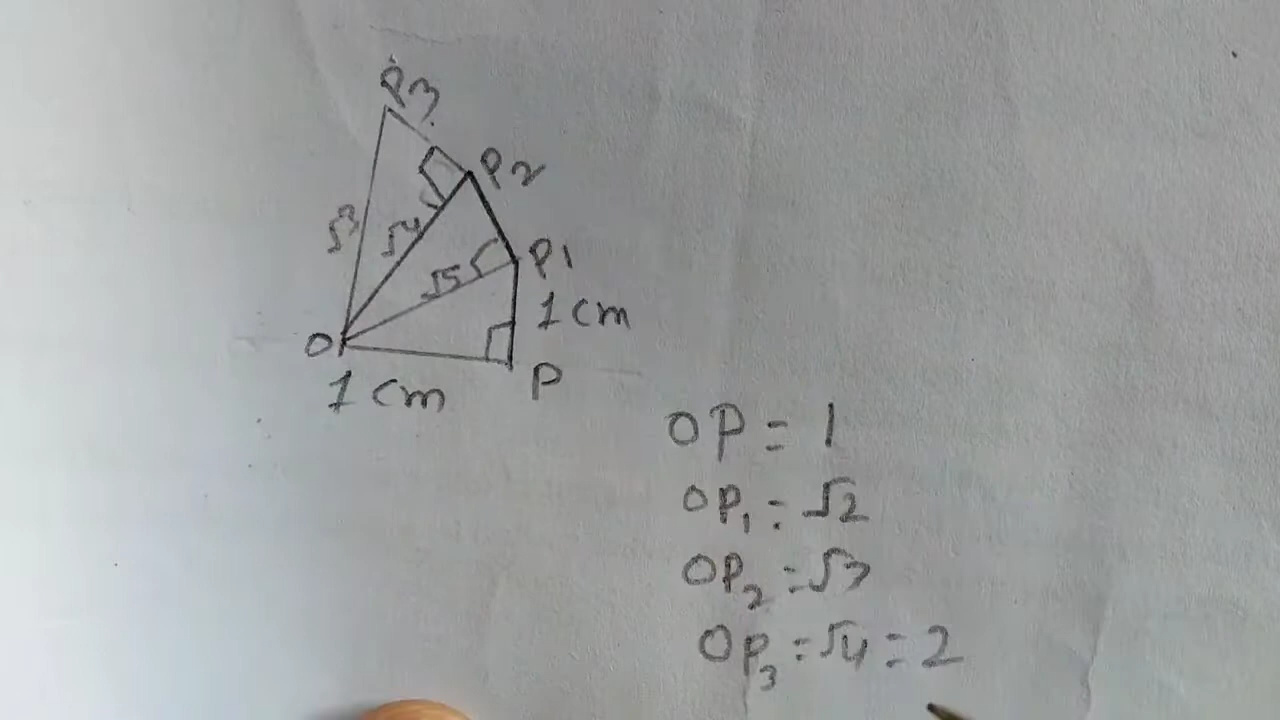 P3
P2
√3
√4
√5
P1
1 cm
O
P
1 cm
OP = 1
OP₁ = √2
OP₂ = √3
OP₃ = √4 = 2